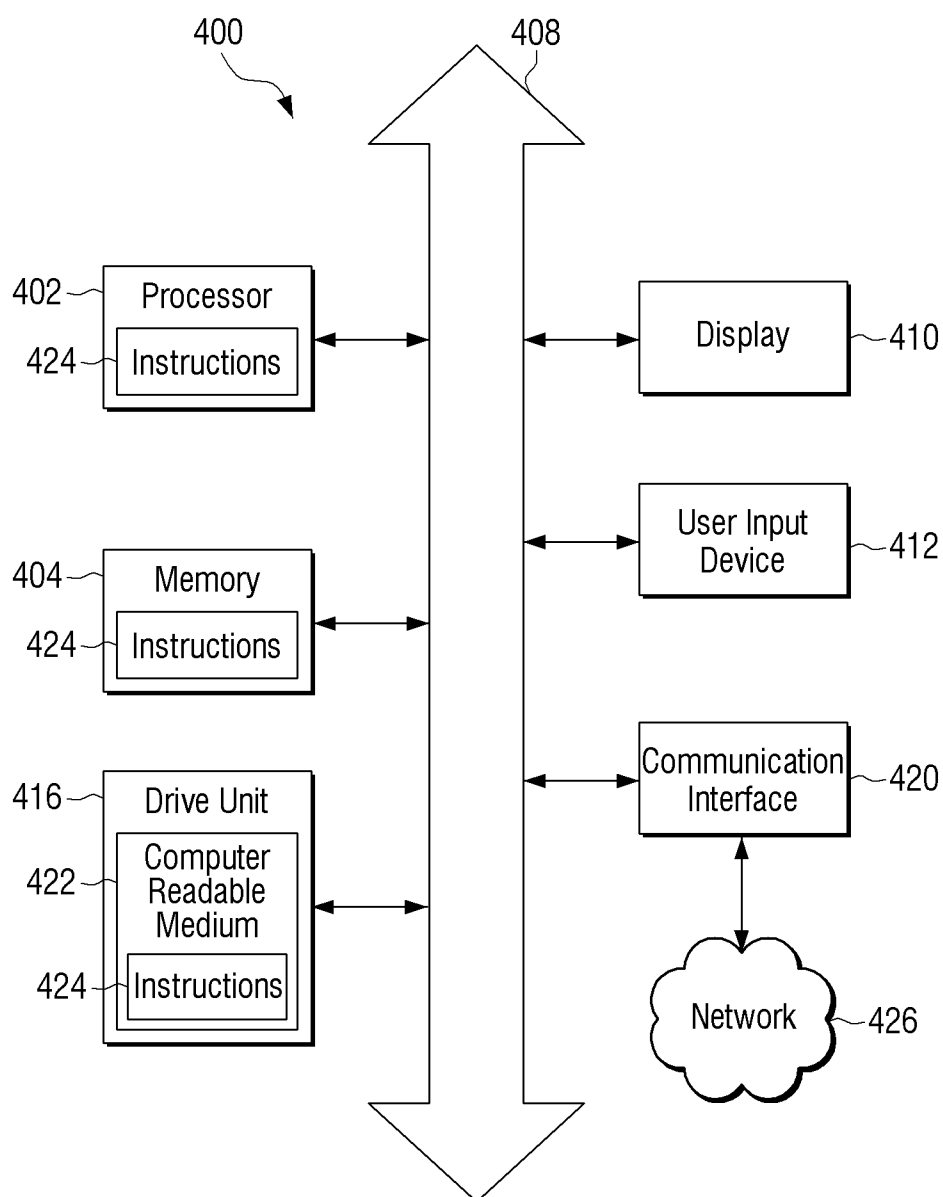 400
408
402
Processor
424
Instructions
Display
410
User Input
Device
412
404
Memory
424
Instructions
Communication
Interface
420
416
Drive Unit
422
Computer
Readable
Medium
424
Instructions
Network
426